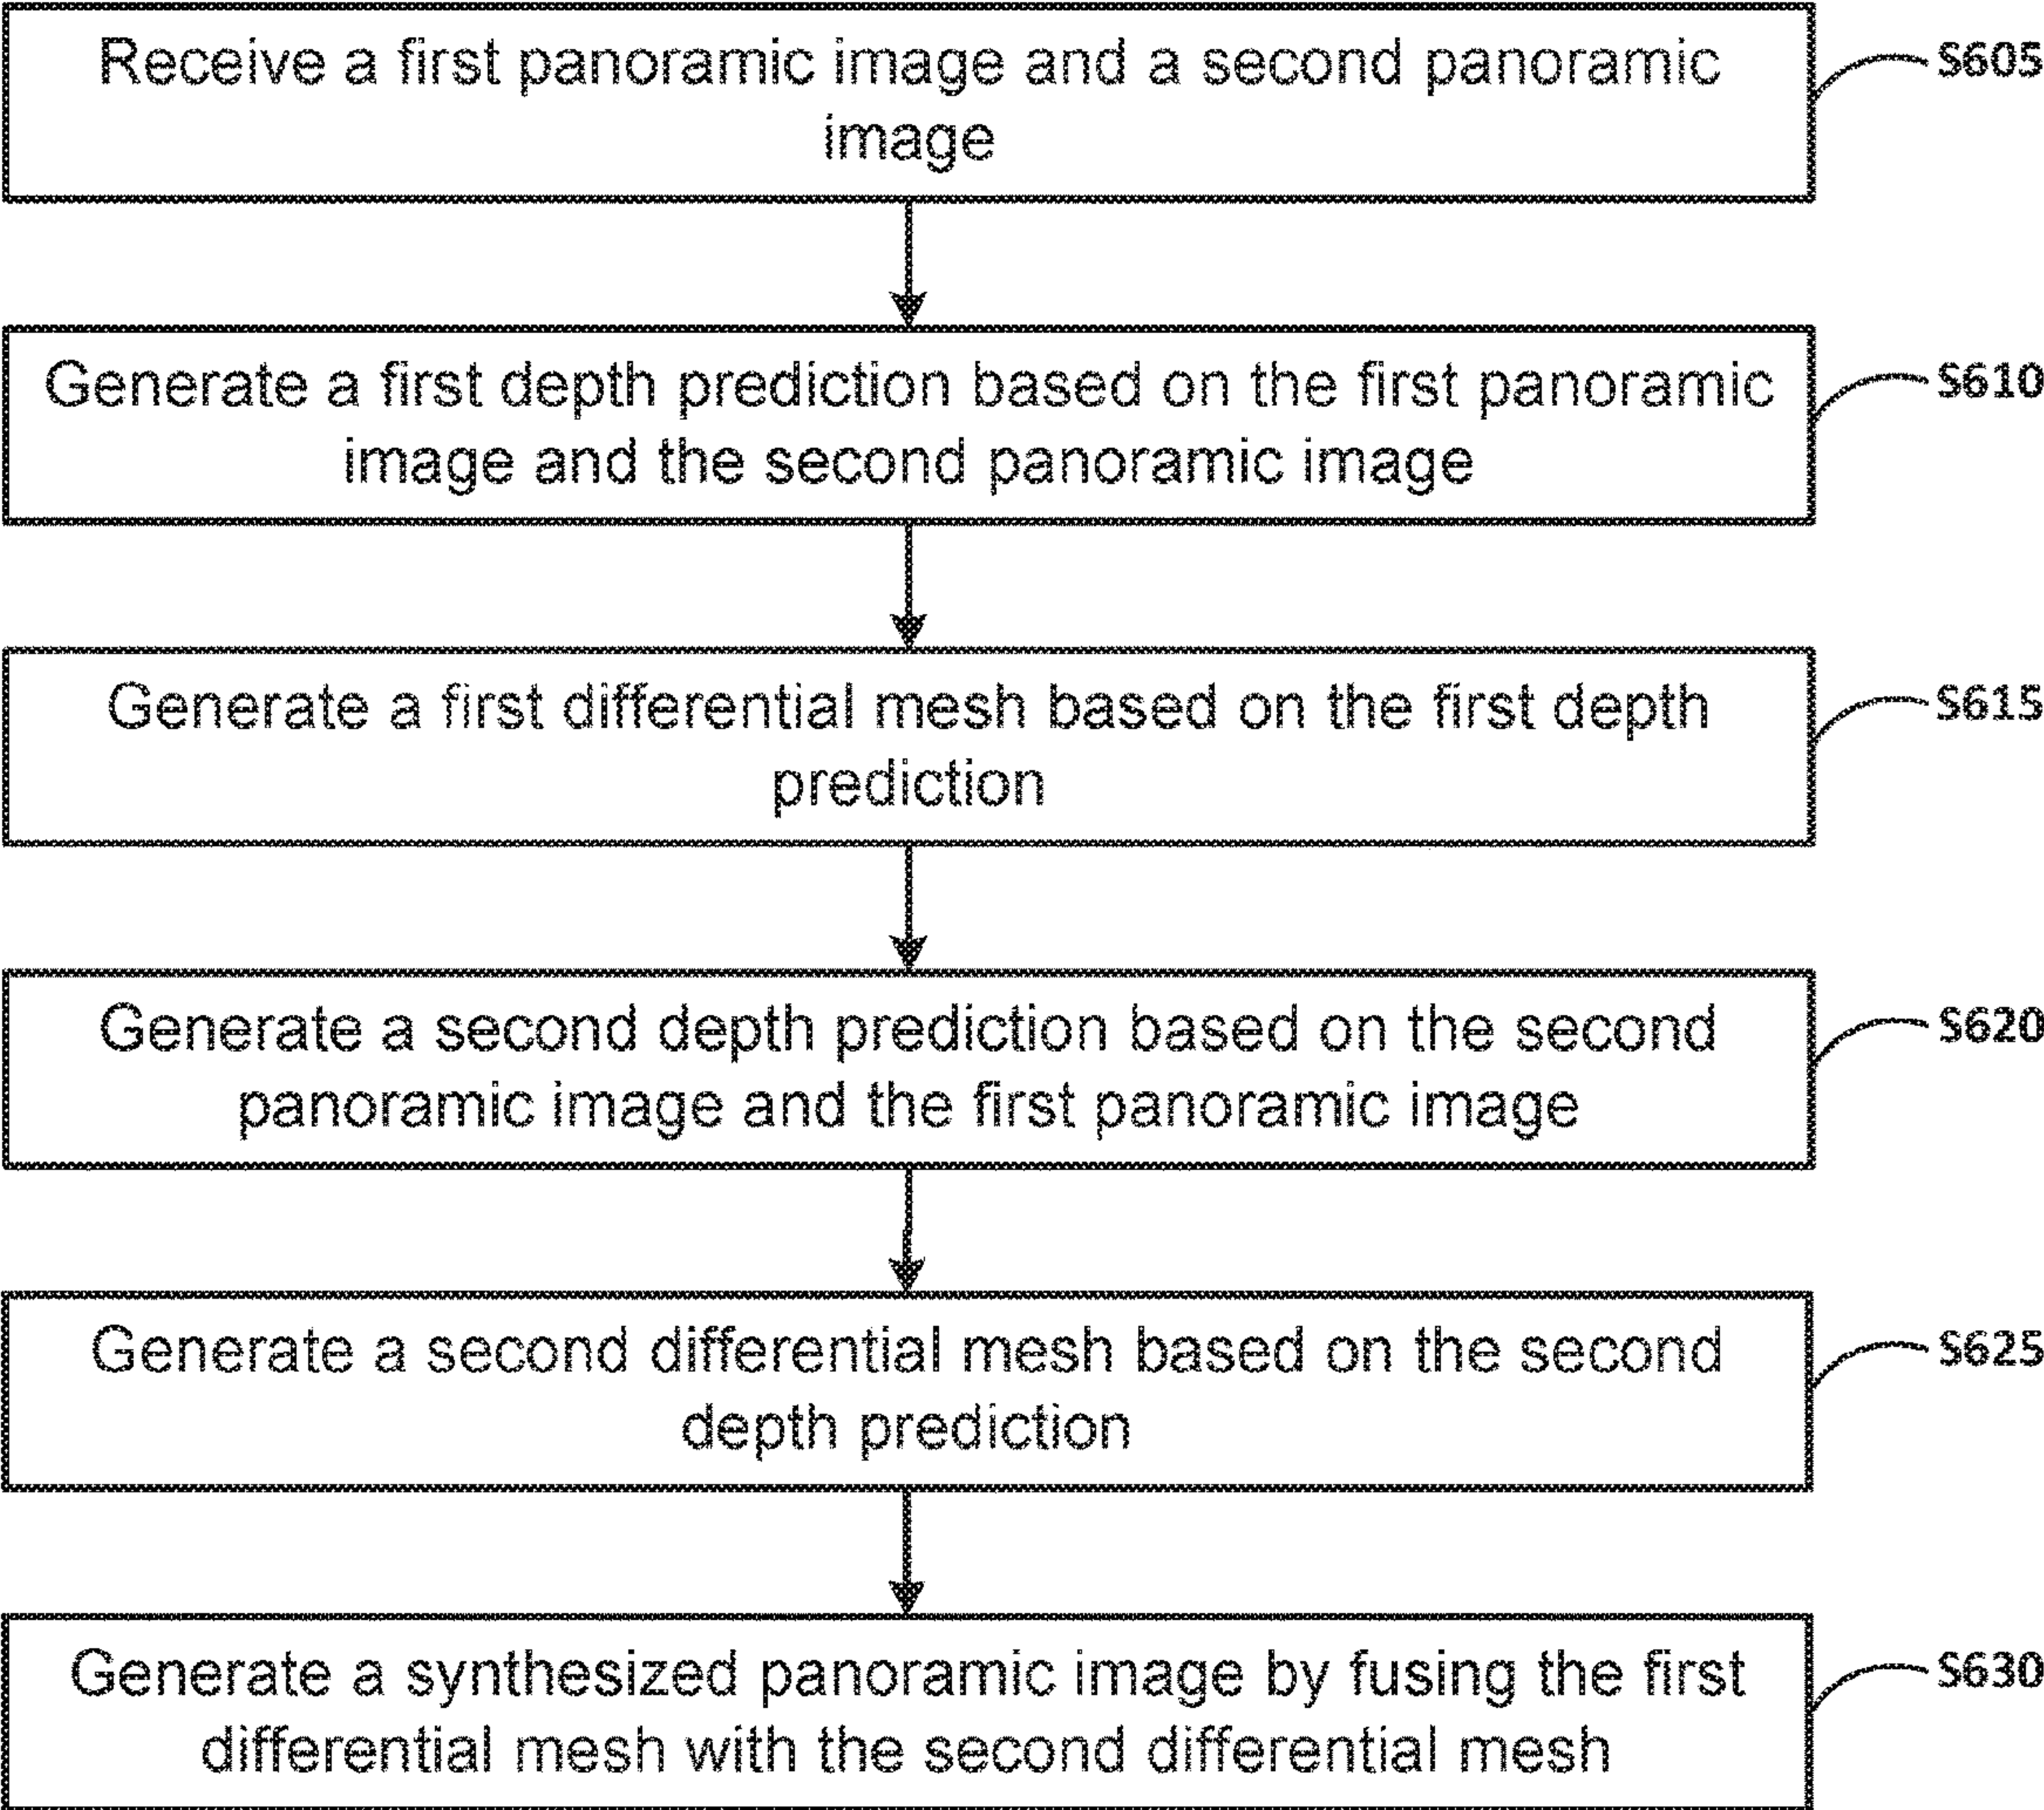 Receive a first panoramic image and a second panoramic
image
S605
Generate a first depth prediction based on the first panoramic
image and the second panoramic image
S610
Generate a first differential mesh based on the first depth
prediction
S615
Generate a second depth prediction based on the second
panoramic image and the first panoramic image
S620
Generate a second differential mesh based on the second
depth prediction
S625
Generate a synthesized panoramic image by fusing the first
differential mesh with the second differential mesh
S630